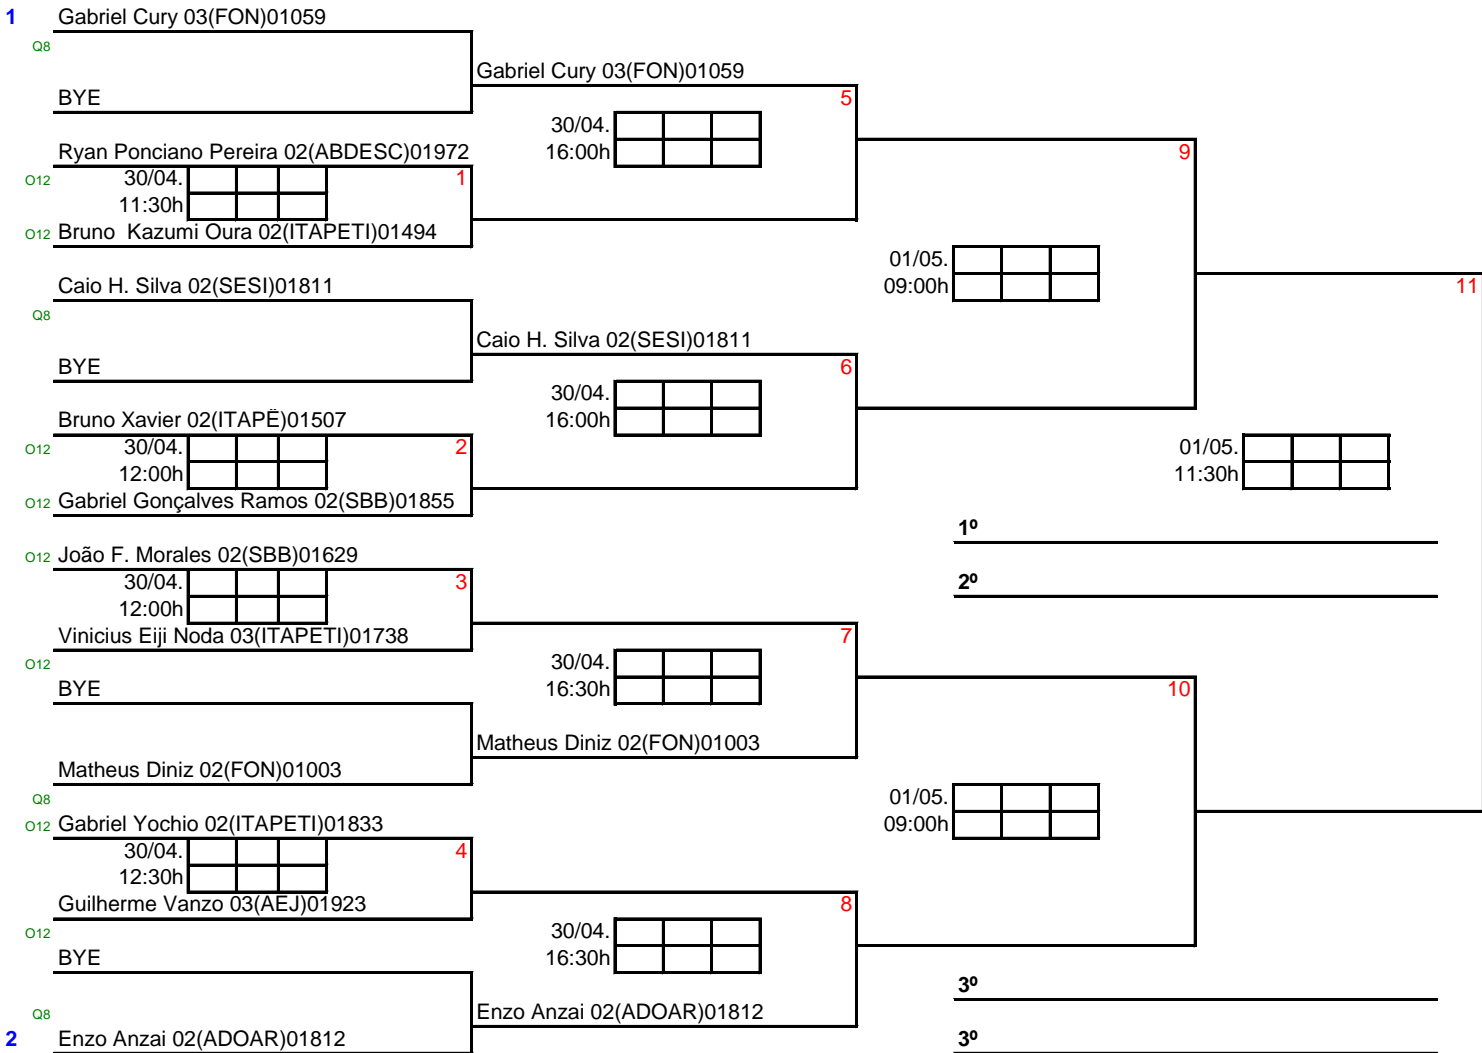 1 Gabriel Cury 03(FON)01059
Q8
Gabriel Cury 03(FON)01059
BYE
5
30/04.
16:00h
Ryan Ponciano Pereira 02(ABDESC)01972
9
O12 30/04. 1
11:30h
O12 Bruno  Kazumi Oura 02(ITAPETI)01494
01/05.
09:00h
Caio H. Silva 02(SESI)01811
11
Q8
Caio H. Silva 02(SESI)01811
BYE
6
30/04.
16:00h
Bruno Xavier 02(ITAPÊ)01507
O12 30/04. 2
12:00h
01/05.
11:30h
O12 Gabriel Gonçalves Ramos 02(SBB)01855
1º
O12 João F. Morales 02(SBB)01629
30/04. 3
12:00h
2º
Vinicius Eiji Noda 03(ITAPETI)01738
7
O12
30/04.
16:30h
BYE
10
Matheus Diniz 02(FON)01003
Matheus Diniz 02(FON)01003
Q8
01/05.
09:00h
O12 Gabriel Yochio 02(ITAPETI)01833
30/04. 4
12:30h
Guilherme Vanzo 03(AEJ)01923
8
O12
30/04.
16:30h
BYE
3º
Q8
Enzo Anzai 02(ADOAR)01812
2 Enzo Anzai 02(ADOAR)01812
3º